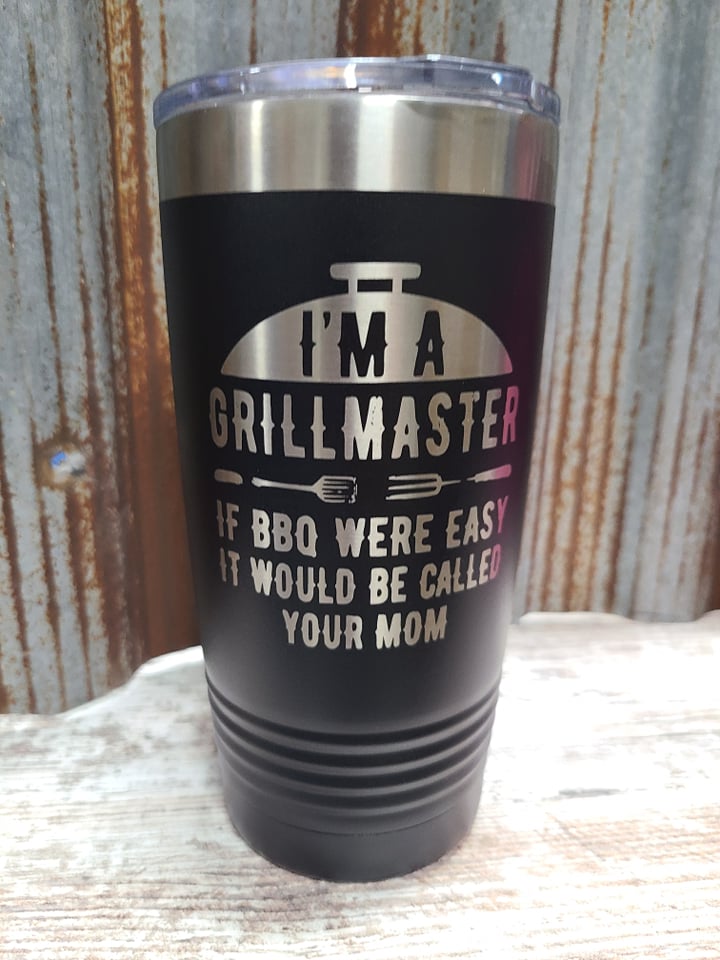 I'M A
GRILLMASTER
IF BBQ WERE EASY
IT WOULD BE CALLED
YOUR MOM